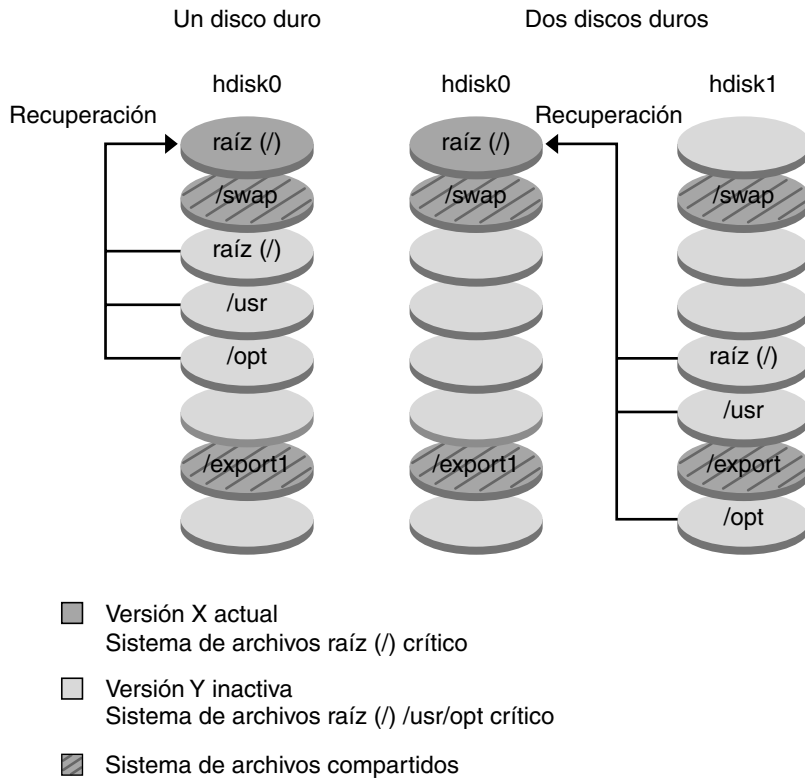 Un disco duro
Dos discos duros
hdisk0
hdisk0
hdisk1
Recuperación
Recuperación
raíz (/)
/swap
raíz (/)
/usr
/opt
/export1
raíz (/)
/swap
/export1
/swap
raíz (/)
/usr
/export
/opt
Versión X actual
Sistema de archivos raíz (/) crítico
Versión Y inactiva
Sistema de archivos raíz (/) /usr/opt crítico
Sistema de archivos compartidos